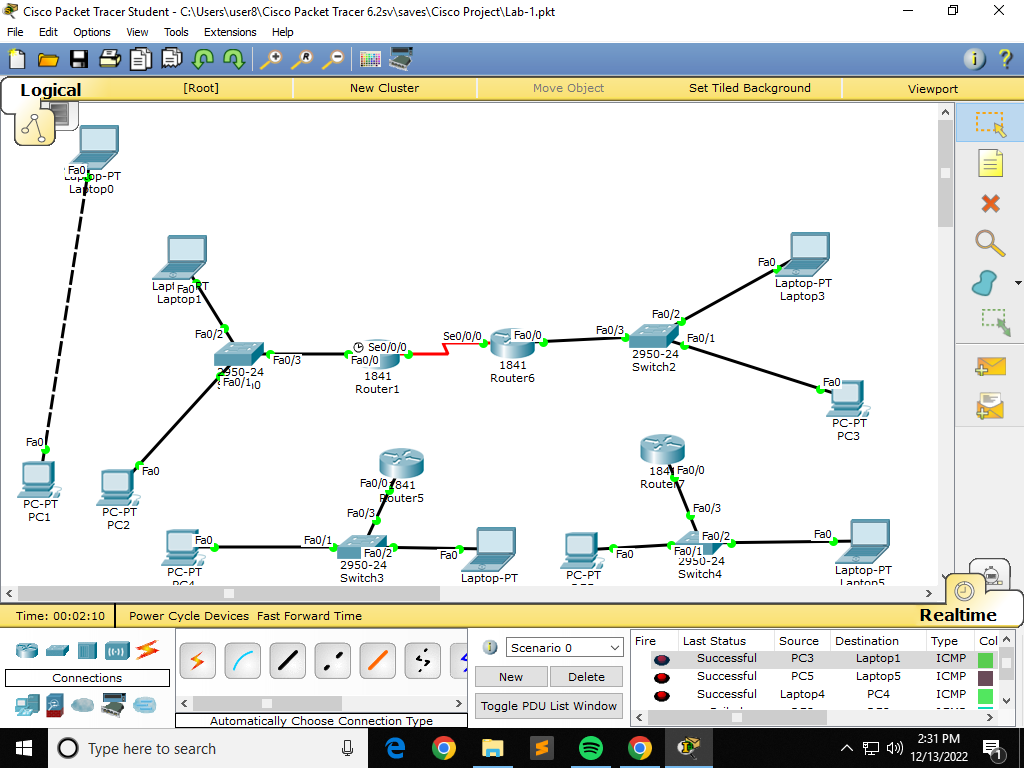 Cisco Packet Tracer Student - C:\Users\user8\Cisco Packet Tracer 6.2sv\saves\Cisco Project\Lab-1.pkt
File Edit Options View Tools Extensions Help
Logical [Root] New Cluster Move Object Set Tiled Background Viewport
Fa0
Laptop-PT
Laptop0
Fa0
Laptop1
Fa0/2
Fa0/3
2950-24
Fa0/1
Se0/0/0
Fa0/0
1841
Router1
Se0/0/0
Fa0/0
1841
Router6
Fa0/3
Fa0/2
Fa0/1
2950-24
Switch2
Fa0
Laptop-PT
Laptop3
Fa0
PC-PT
PC3
Fa0
PC-PT
PC1
Fa0
PC-PT
PC2
Fa0/0
1841
Router5
Fa0/3
Fa0/1
Fa0/2
2950-24
Switch3
Fa0
PC-PT
PC4
Fa0
Laptop-PT
1841
Fa0/0
Router7
Fa0/3
Fa0/2
Fa0/1
2950-24
Switch4
Fa0
PC-PT
Fa0
Laptop-PT
Laptop5
Time: 00:02:10 Power Cycle Devices Fast Forward Time Realtime
Connections
Automatically Choose Connection Type
Scenario 0
New Delete
Toggle PDU List Window
Fire Last Status Source Destination Type Col
Successful PC3 Laptop1 ICMP
Successful PC5 Laptop5 ICMP
Successful Laptop4 PC4 ICMP
Type here to search
2:31 PM
12/13/2022
1